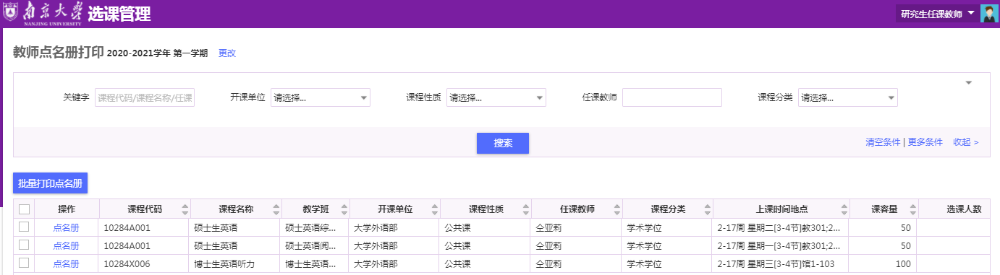 南京大学 选课管理 研究生任课教师
NANJING UNIVERSITY
教师点名册打印 2020-2021学年 第一学期 更改
关键字 课程代码/课程名称/任课 开课单位 请选择... 课程性质 请选择... 任课教师 课程分类 请选择...
搜索 清空条件 | 更多条件 收起 >
批量打印点名册
操作 课程代码 课程名称 教学班 开课单位 课程性质 任课教师 课程分类 上课时间地点 课容量 选课人数
点名册 10284A001 硕士生英语 硕士英语综... 大学外语部 公共课 仝亚莉 学术学位 2-17周 星期二[3-4节]教301;2... 50
点名册 10284A001 硕士生英语 硕士英语阅... 大学外语部 公共课 仝亚莉 学术学位 2-17周 星期一[3-4节]教301;2... 50
点名册 10284X006 博士生英语听力 博士生英语... 大学外语部 公共课 仝亚莉 学术学位 2-17周 星期三[3-4节]馆1-103 100